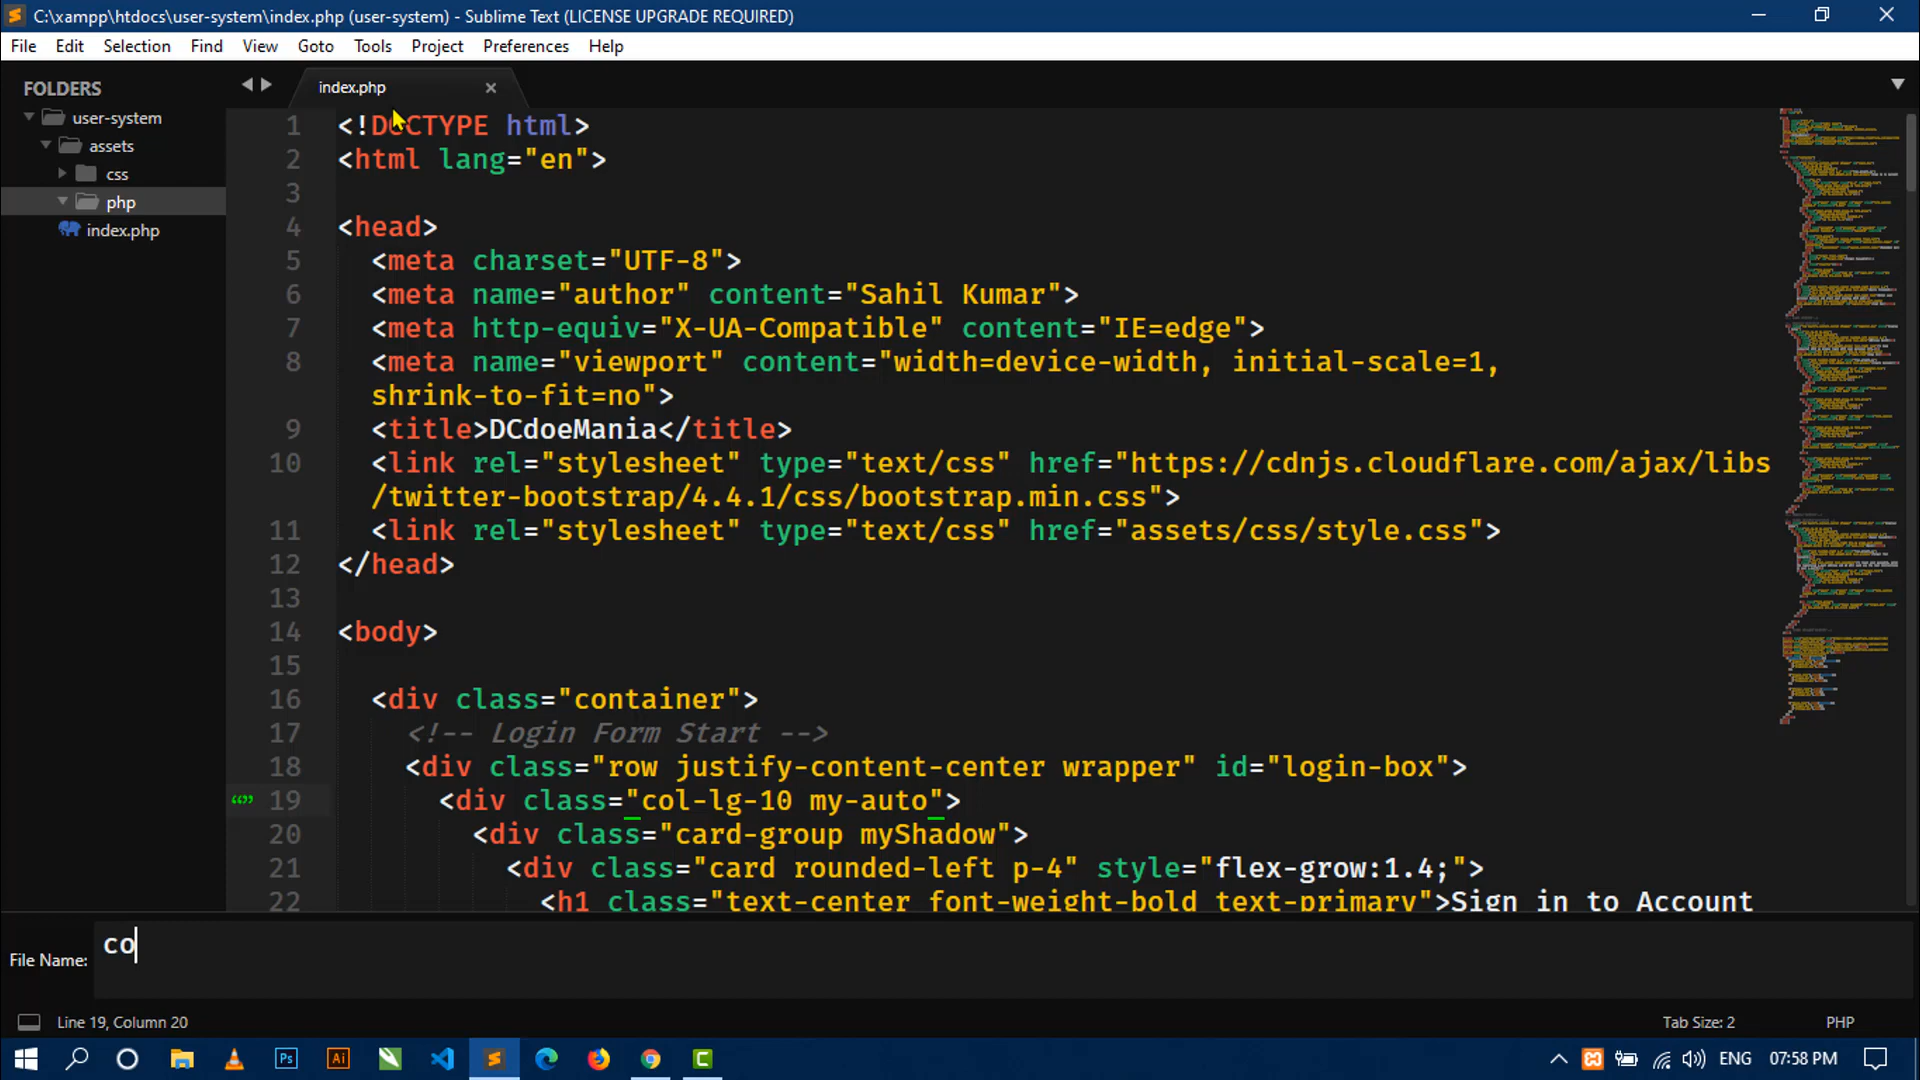 C:\xampp\htdocs\user-system\index.php (user-system) - Sublime Text (LICENSE UPGRADE REQUIRED)
File Edit Selection Find View Goto Tools Project Preferences Help
FOLDERS
user-system
assets
css
php
index.php
index.php
1 <!DOCTYPE html>
2 <html lang="en">
3
4 <head>
5 <meta charset="UTF-8">
6 <meta name="author" content="Sahil Kumar">
7 <meta http-equiv="X-UA-Compatible" content="IE=edge">
8 <meta name="viewport" content="width=device-width, initial-scale=1,
shrink-to-fit=no">
9 <title>DCdoeMania</title>
10 <link rel="stylesheet" type="text/css" href="https://cdnjs.cloudflare.com/ajax/libs
/twitter-bootstrap/4.4.1/css/bootstrap.min.css">
11 <link rel="stylesheet" type="text/css" href="assets/css/style.css">
12 </head>
13
14 <body>
15
16 <div class="container">
17 <!-- Login Form Start -->
18 <div class="row justify-content-center wrapper" id="login-box">
19 <div class="col-lg-10 my-auto">
20 <div class="card-group myShadow">
21 <div class="card rounded-left p-4" style="flex-grow:1.4;">
22 <h1 class="text-center font-weight-bold text-primary">Sign in to Account
File Name: co
Line 19, Column 20
Tab Size: 2 PHP
Ps Ai C
ENG 07:58 PM